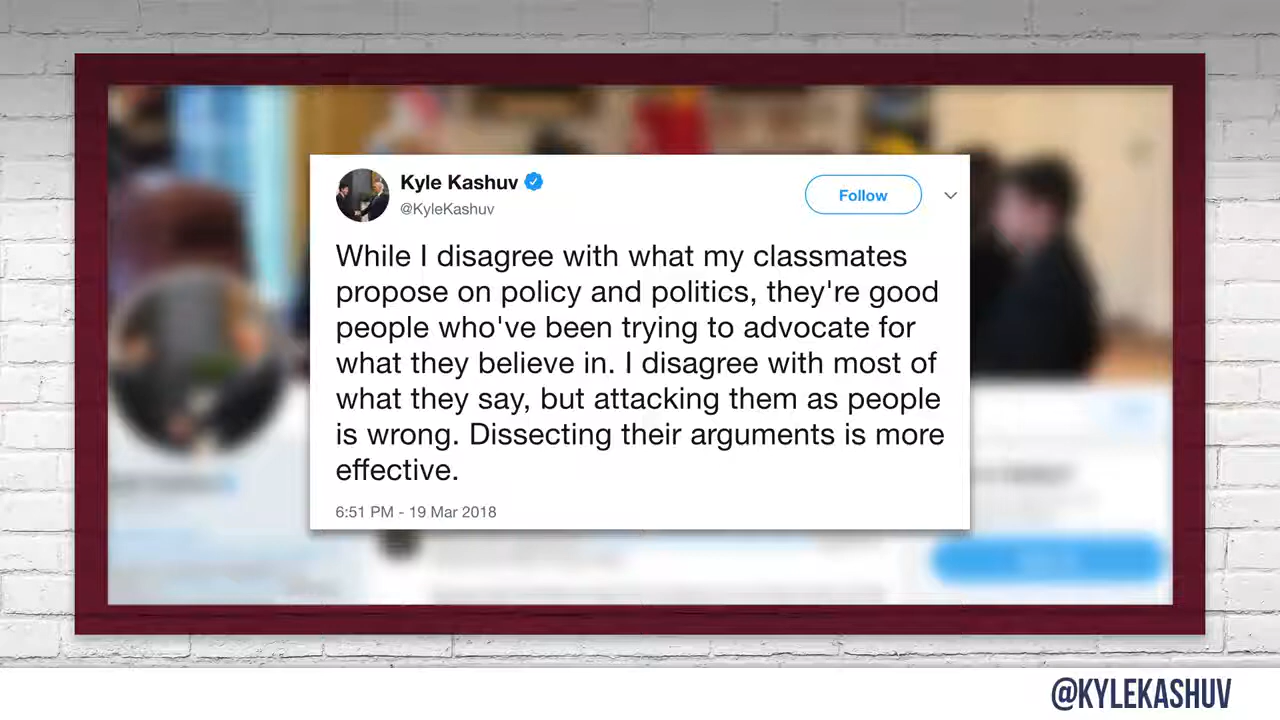 Kyle Kashuv
@KyleKashuv
Follow
While I disagree with what my classmates
propose on policy and politics, they're good
people who've been trying to advocate for
what they believe in. I disagree with most of
what they say, but attacking them as people
is wrong. Dissecting their arguments is more
effective.
6:51 PM - 19 Mar 2018
@KYLEKASHUV